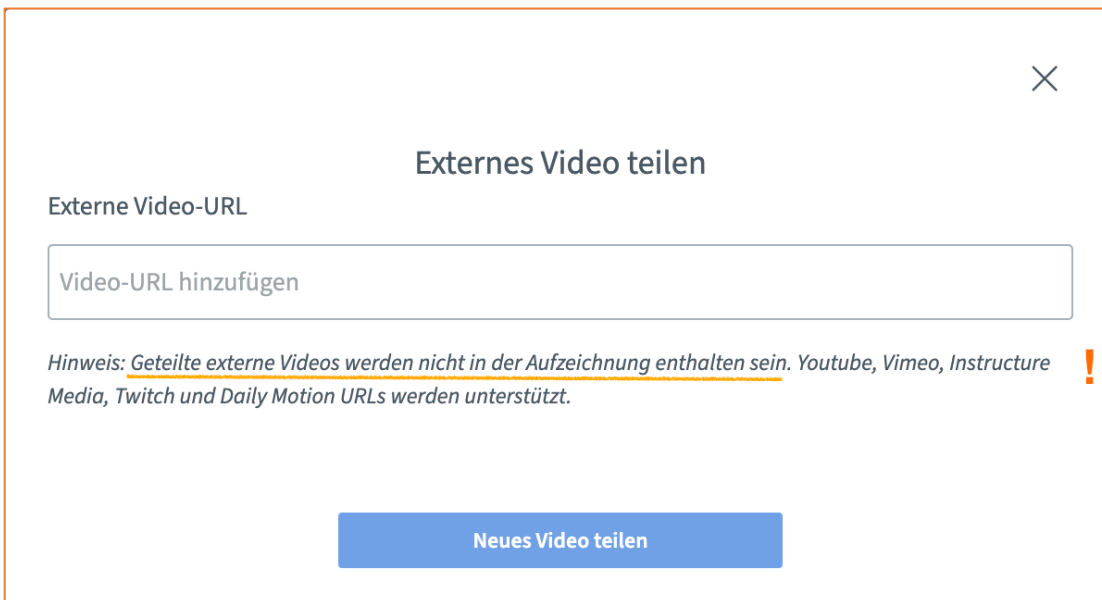 Externes Video teilen
Externe Video-URL
Video-URL hinzufügen
Hinweis: Geteilte externe Videos werden nicht in der Aufzeichnung enthalten sein. Youtube, Vimeo, Instructure
Media, Twitch und Daily Motion URLs werden unterstützt.
!
Neues Video teilen